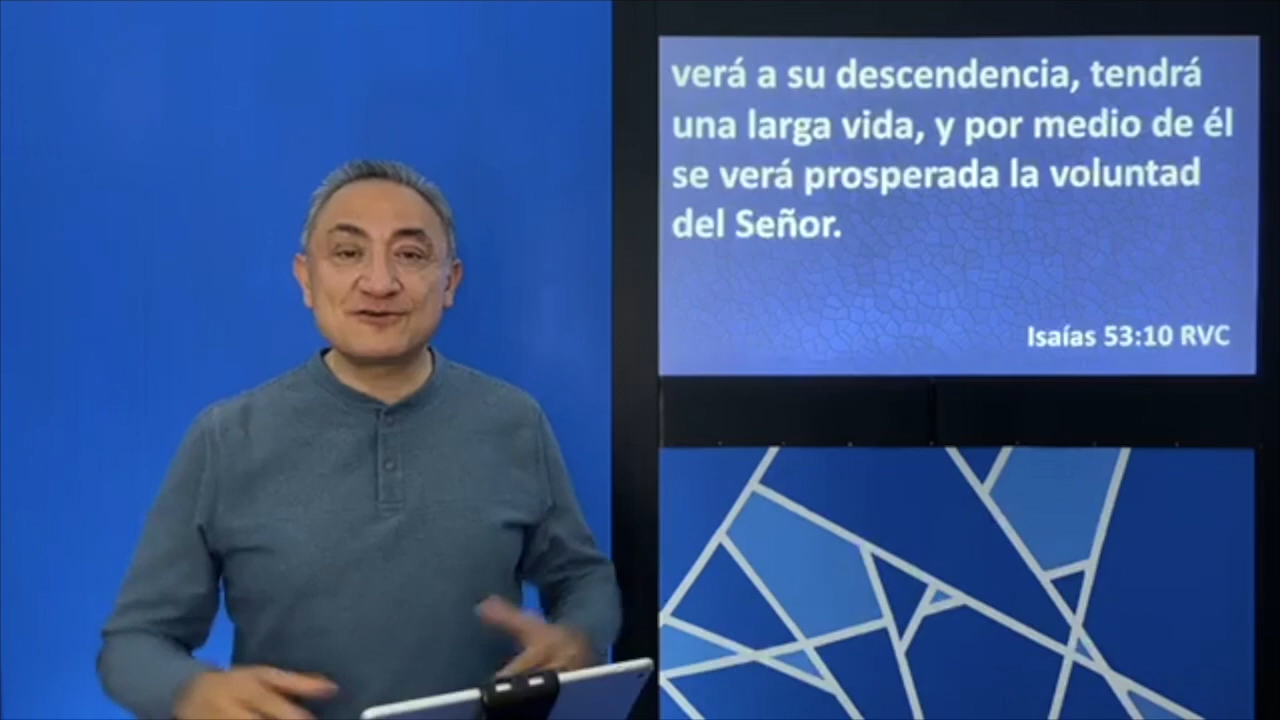 verá a su descendencia, tendrá
una larga vida, y por medio de él
se verá prosperada la voluntad
del Señor.
Isaías 53:10 RVC